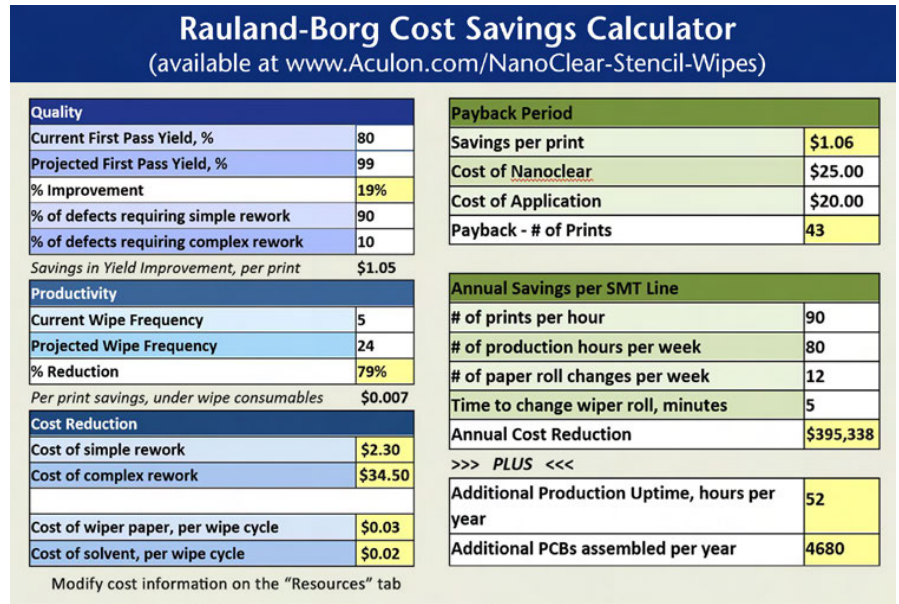 Rauland-Borg Cost Savings Calculator
(available at www.Aculon.com/NanoClear-Stencil-Wipes)
Quality
Current First Pass Yield, % 80
Projected First Pass Yield, % 99
% Improvement 19%
% of defects requiring simple rework 90
% of defects requiring complex rework 10
Savings in Yield Improvement, per print $1.05
Productivity
Current Wipe Frequency 5
Projected Wipe Frequency 24
% Reduction 79%
Per print savings, under wipe consumables $0.007
Cost Reduction
Cost of simple rework $2.30
Cost of complex rework $34.50
Cost of wiper paper, per wipe cycle $0.03
Cost of solvent, per wipe cycle $0.02
Modify cost information on the “Resources” tab
Payback Period
Savings per print $1.06
Cost of Nanoclear $25.00
Cost of Application $20.00
Payback - # of Prints 43
Annual Savings per SMT Line
# of prints per hour 90
# of production hours per week 80
# of paper roll changes per week 12
Time to change wiper roll, minutes 5
Annual Cost Reduction $395,338
>>> PLUS <<<
Additional Production Uptime, hours per
year 52
Additional PCBs assembled per year 4680